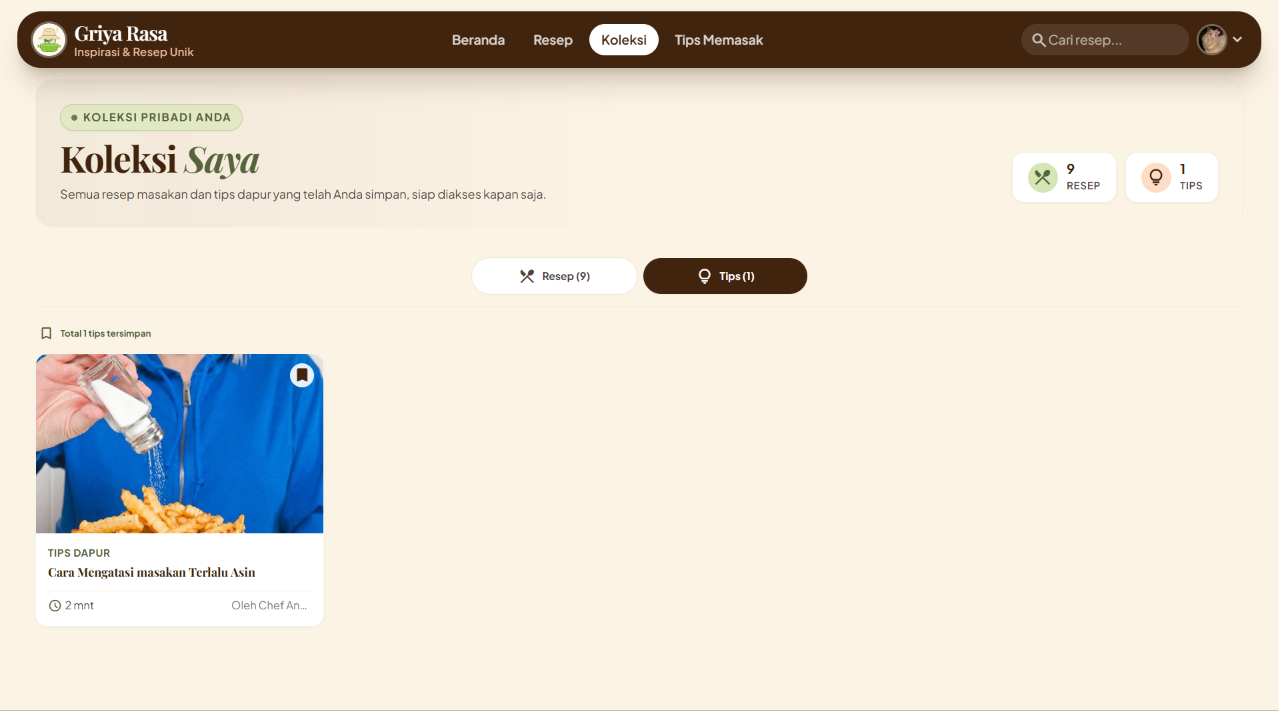 Griya Rasa
Inspirasi & Resep Unik
Beranda
Resep
Koleksi
Tips Memasak
Cari resep...
KOLEKSI PRIBADI ANDA
Koleksi Saya
Semua resep masakan dan tips dapur yang telah Anda simpan, siap diakses kapan saja.
9
RESEP
1
TIPS
Resep (9)
Tips (1)
Total 1 tips tersimpan
TIPS DAPUR
Cara Mengatasi masakan Terlalu Asin
2 mnt
Oleh Chef An...